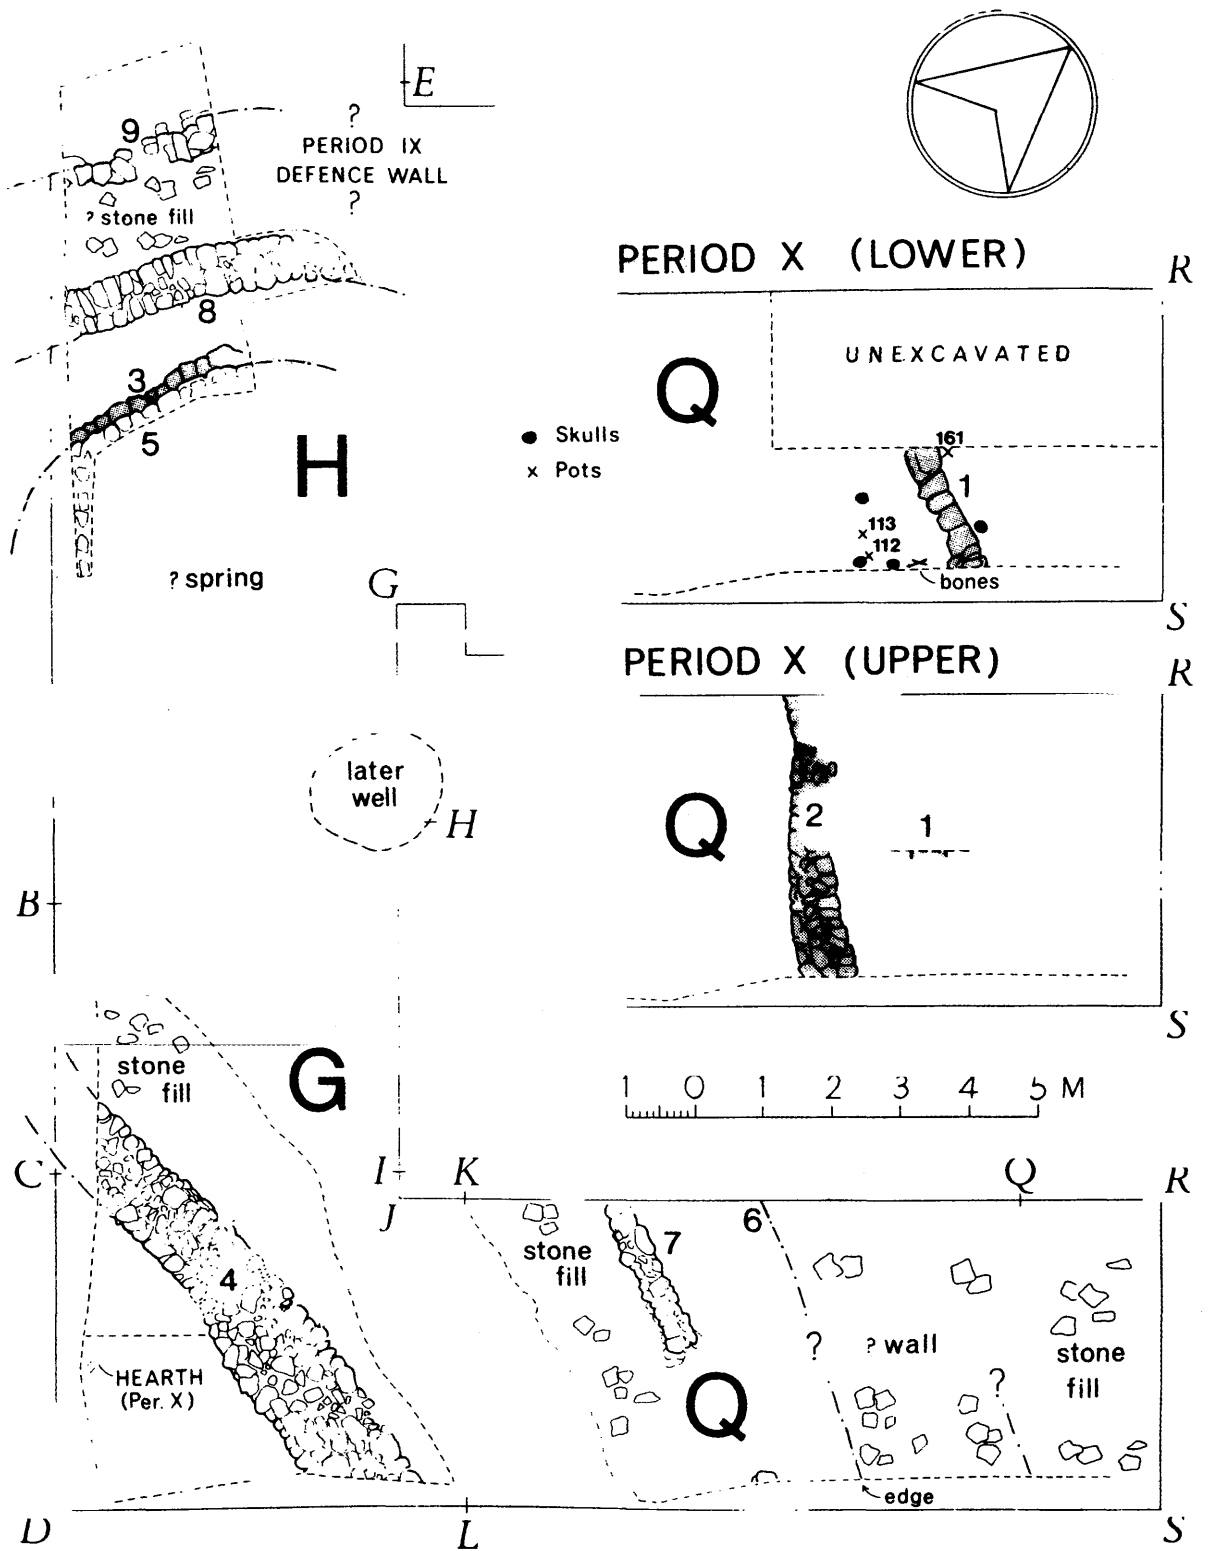 E
9
?
PERIOD IX
DEFENCE WALL
?
? stone fill
8
3
5
H
? spring
G
PERIOD X (LOWER)
R
Q
UNEXCAVATED
Skulls
× Pots
161
1
113
112
bones
S
PERIOD X (UPPER)
R
Q
2
1
S
later
well
H
B
stone
fill
G
1 0 1 2 3 4 5 M
C
I
K
Q
R
J
6
7
stone
fill
4
?
? wall
stone
fill
?
HEARTH
(Per. X)
Q
edge
D
L
S